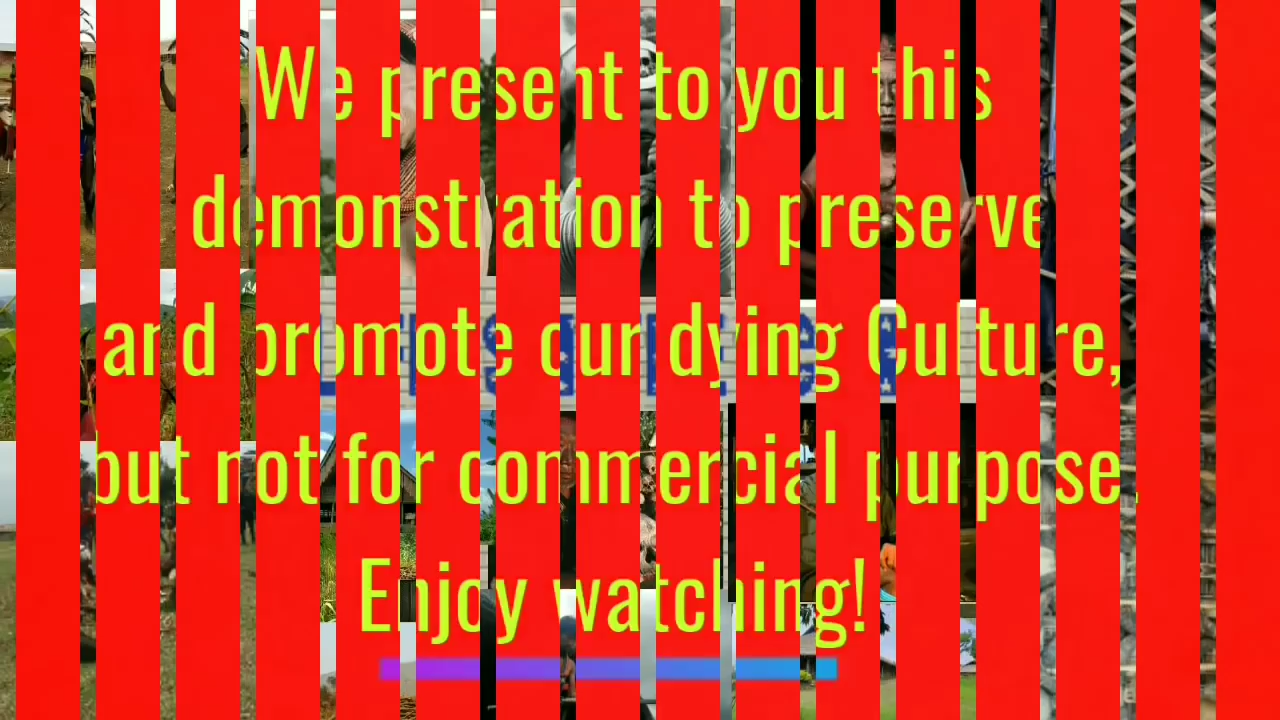 We present to you this
demonstration to preserve
and promote our dying Culture,
but not for commercial purpose.
Enjoy watching!